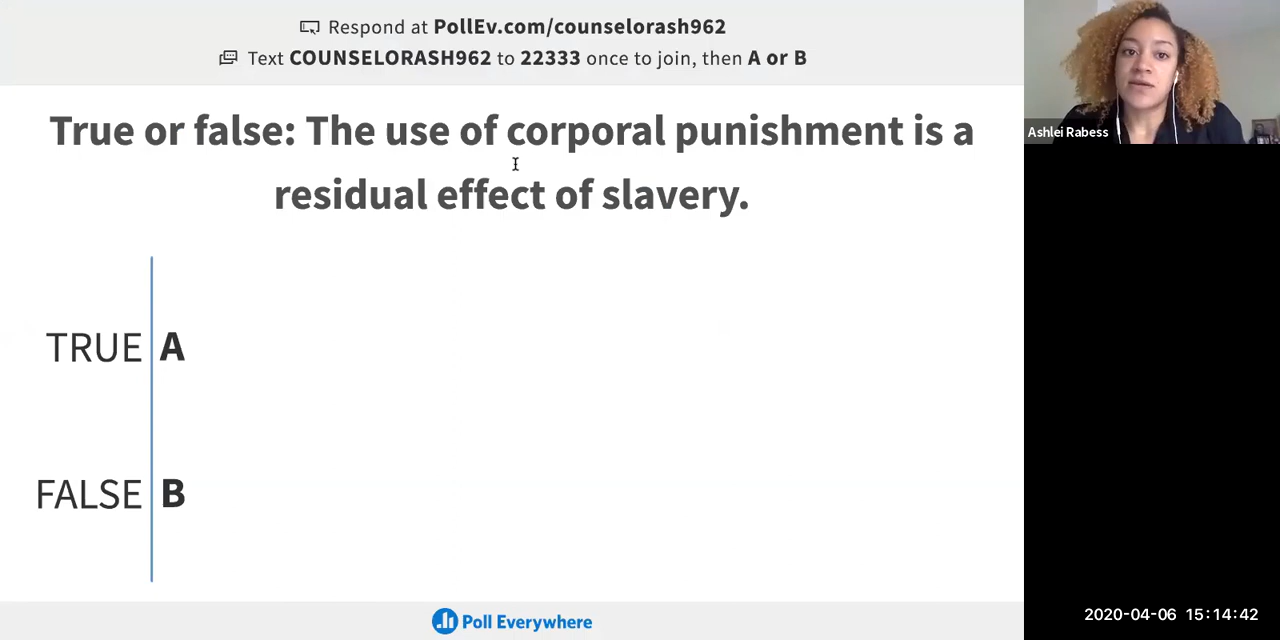 Respond at PollEv.com/counselorash962
Text COUNSELORASH962 to 22333 once to join, then A or B
True or false: The use of corporal punishment is a
residual effect of slavery.
Ashlei Rabess
TRUE A
FALSE B
Poll Everywhere
2020-04-06 15:14:42